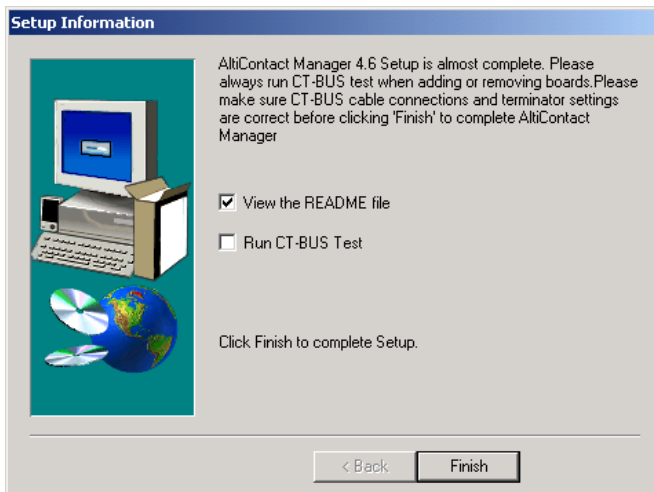 Setup Information
AltiContact Manager 4.6 Setup is almost complete. Please
always run CT-BUS test when adding or removing boards.Please
make sure CT-BUS cable connections and terminator settings
are correct before clicking 'Finish' to complete AltiContact
Manager
View the README file
Run CT-BUS Test
Click Finish to complete Setup.
< Back
Finish